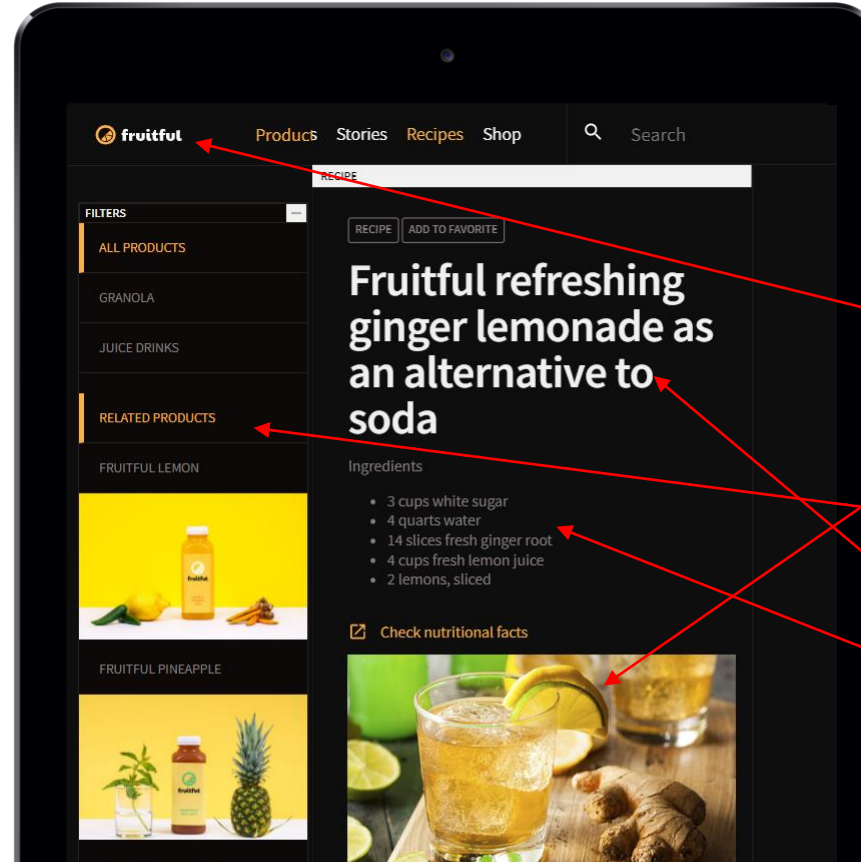 fruitful
Products Stories Recipes Shop
Search
RECIPE
FILTERS
ALL PRODUCTS
GRANOLA
JUICE DRINKS
RELATED PRODUCTS
FRUITFUL LEMON
fruitful
FRUITFUL PINEAPPLE
fruitful
RECIPE ADD TO FAVORITE
Fruitful refreshing
ginger lemonade as
an alternative to
soda
Ingredients
• 3 cups white sugar
• 4 quarts water
• 14 slices fresh ginger root
• 4 cups fresh lemon juice
• 2 lemons, sliced
Check nutritional facts